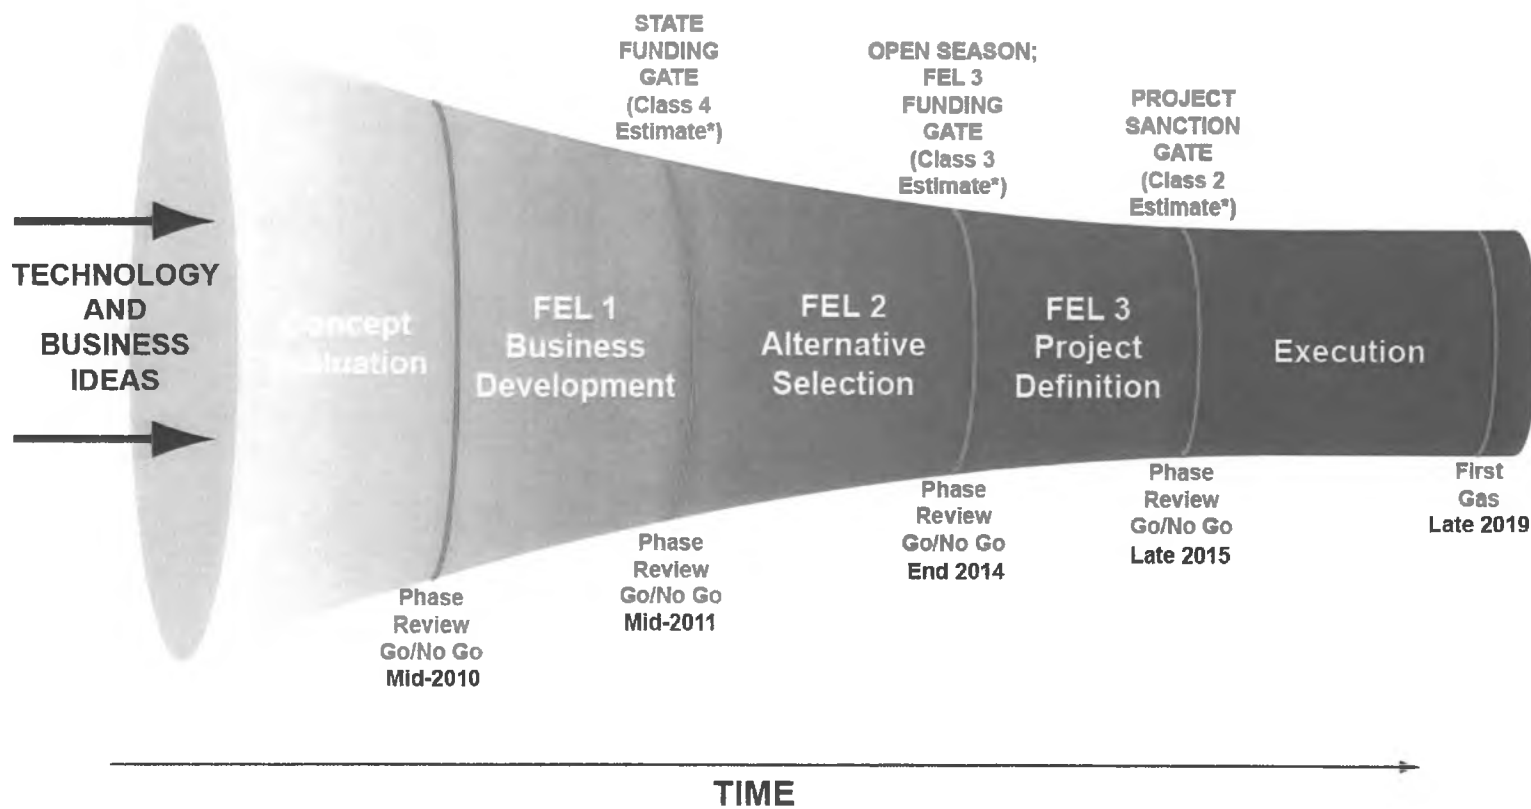 STATE
FUNDING
GATE
(Class 4
Estimate*)
OPEN SEASON;
FEL 3
FUNDING
GATE
(Class 3
Estimate*)
PROJECT
SANCTION
GATE
(Class 2
Estimate*)
TECHNOLOGY
AND
BUSINESS
IDEAS
Concept
Evaluation
FEL 1
Business
Development
FEL 2
Alternative
Selection
FEL 3
Project
Definition
Execution
Phase
Review
Go/No Go
Mid-2010
Phase
Review
Go/No Go
Mid-2011
Phase
Review
Go/No Go
End 2014
Phase
Review
Go/No Go
Late 2015
First
Gas
Late 2019
TIME